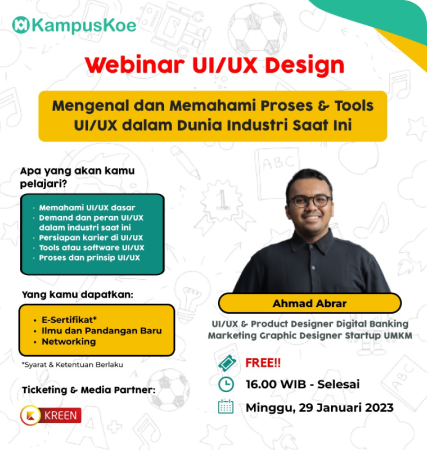 KampusKoe
Webinar UI/UX Design
Mengenal dan Memahami Proses & Tools
UI/UX dalam Dunia Industri Saat Ini
Apa yang akan kamu
pelajari?
· Memahami UI/UX dasar
· Demand dan peran UI/UX
dalam industri saat ini
· Persiapan karier di UI/UX
· Tools atau software UI/UX
· Proses dan prinsip UI/UX
Yang kamu dapatkan:
• E-Sertifikat*
• Ilmu dan Pandangan Baru
• Networking
*Syarat & Ketentuan Berlaku
Ticketing & Media Partner:
KREEN
ABC
1
Ahmad Abrar
UI/UX & Product Designer Digital Banking
Marketing Graphic Designer Startup UMKM
FREE!!
16.00 WIB - Selesai
Minggu, 29 Januari 2023